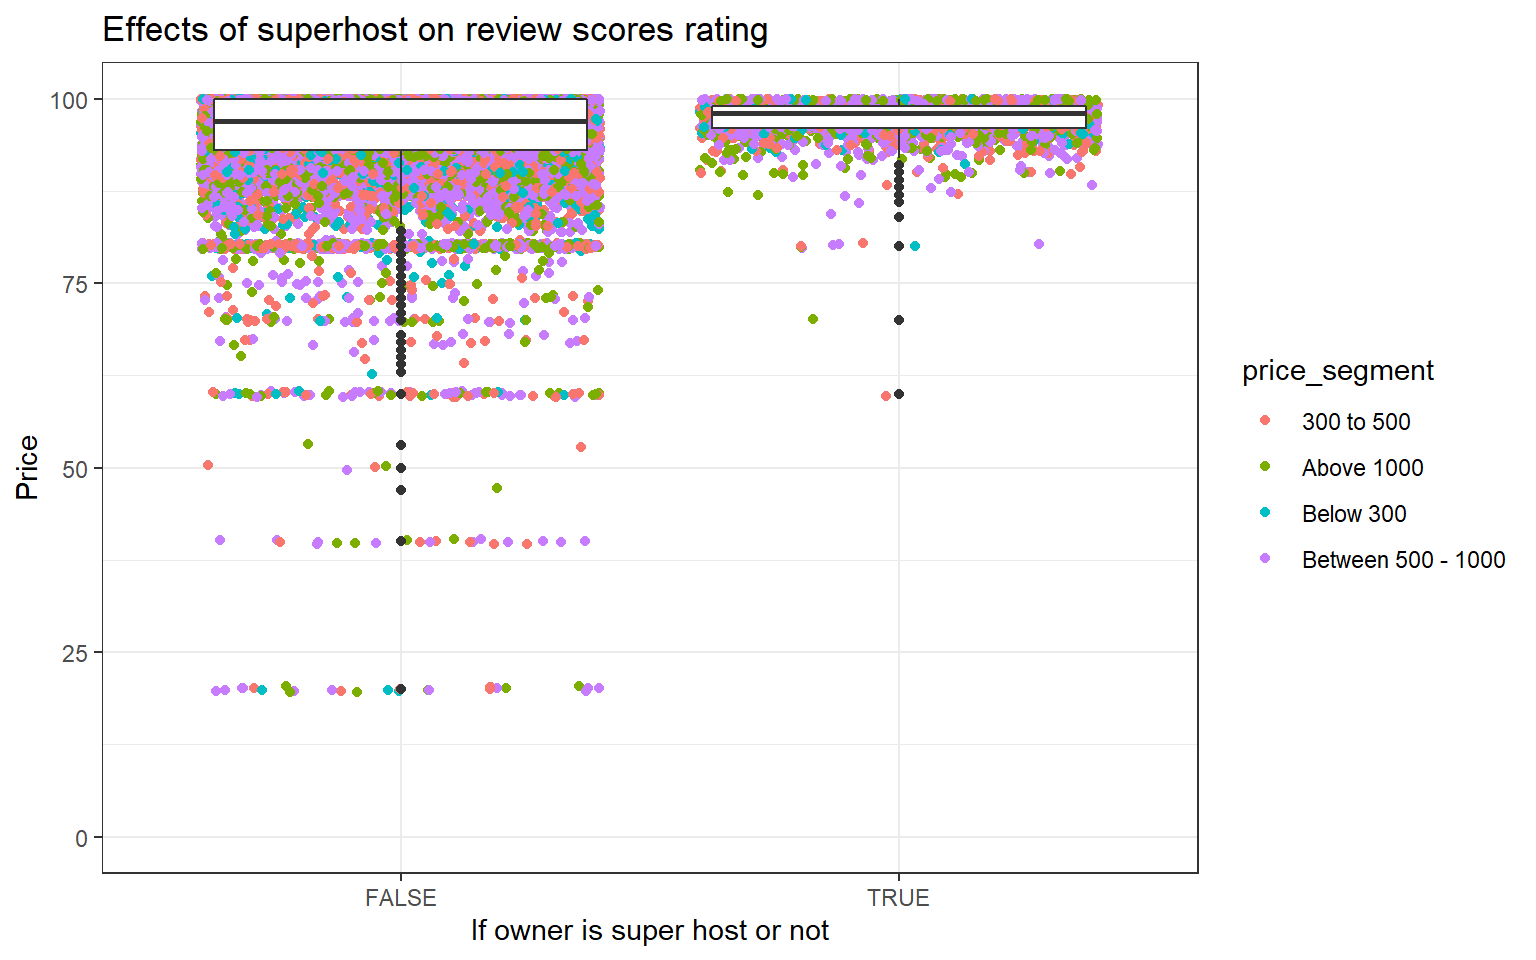 Effects of superhost on review scores rating
Price
100
75
50
25
0
FALSE
TRUE
If owner is super host or not
price_segment
300 to 500
Above 1000
Below 300
Between 500 - 1000